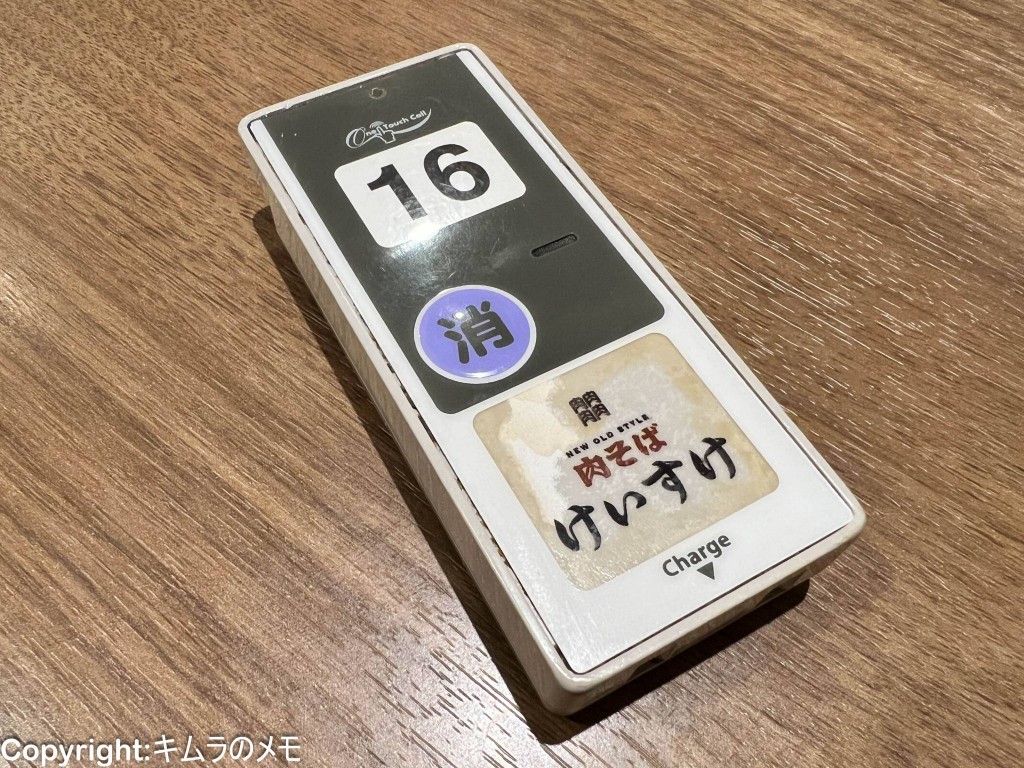 One Touch Call
16
消
NEW OLD STYLE
肉そば
けいすけ
Charge
Copyright:キムラのメモ